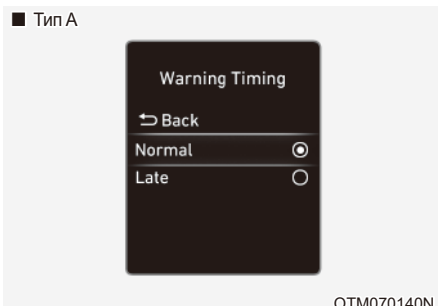 ■ Тип А
Warning Timing
Back
Normal
Late
OTM070140N